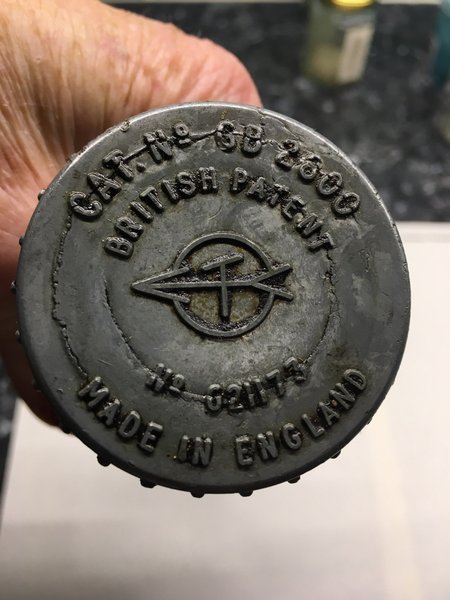 CAT. No GB 2600
BRITISH PATENT
No 621173
MADE IN ENGLAND